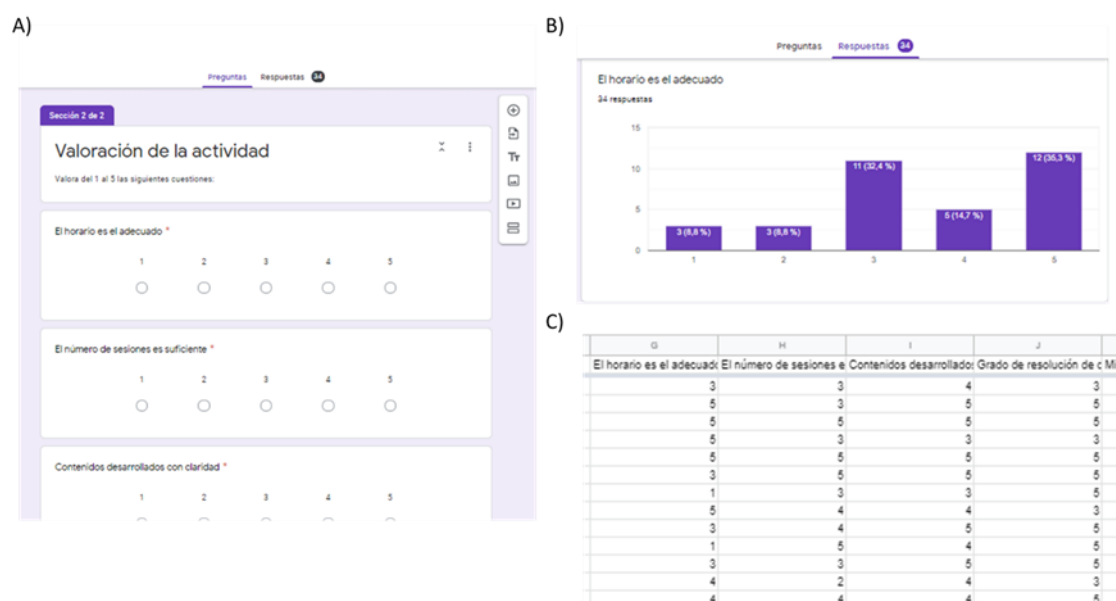 A)
Preguntas Respuestas 34
Sección 2 de 2
Valoración de la actividad
Valora del 1 al 5 las siguientes cuestiones:
El horario es el adecuado *
1 2 3 4 5
El número de sesiones es suficiente *
1 2 3 4 5
Contenidos desarrollados con claridad *
1 2 3 4 5
Tт
B)
Preguntas Respuestas 34
El horario es el adecuado
34 respuestas
15
10
5
0
3 (8,8 %) 3 (8,8 %) 11 (32,4 %) 5 (14,7 %) 12 (35,3 %)
1 2 3 4 5
C)
G H I J
El horario es el adecuado El número de sesiones e Contenidos desarrollado Grado de resolución de c Mi
3 3 4 3
5 3 5 5
5 5 5 5
5 3 3 3
5 5 5 5
3 5 5 5
1 3 3 5
5 4 4 3
3 4 5 5
1 5 4 5
3 3 5 5
4 2 4 3
4 4 4 5